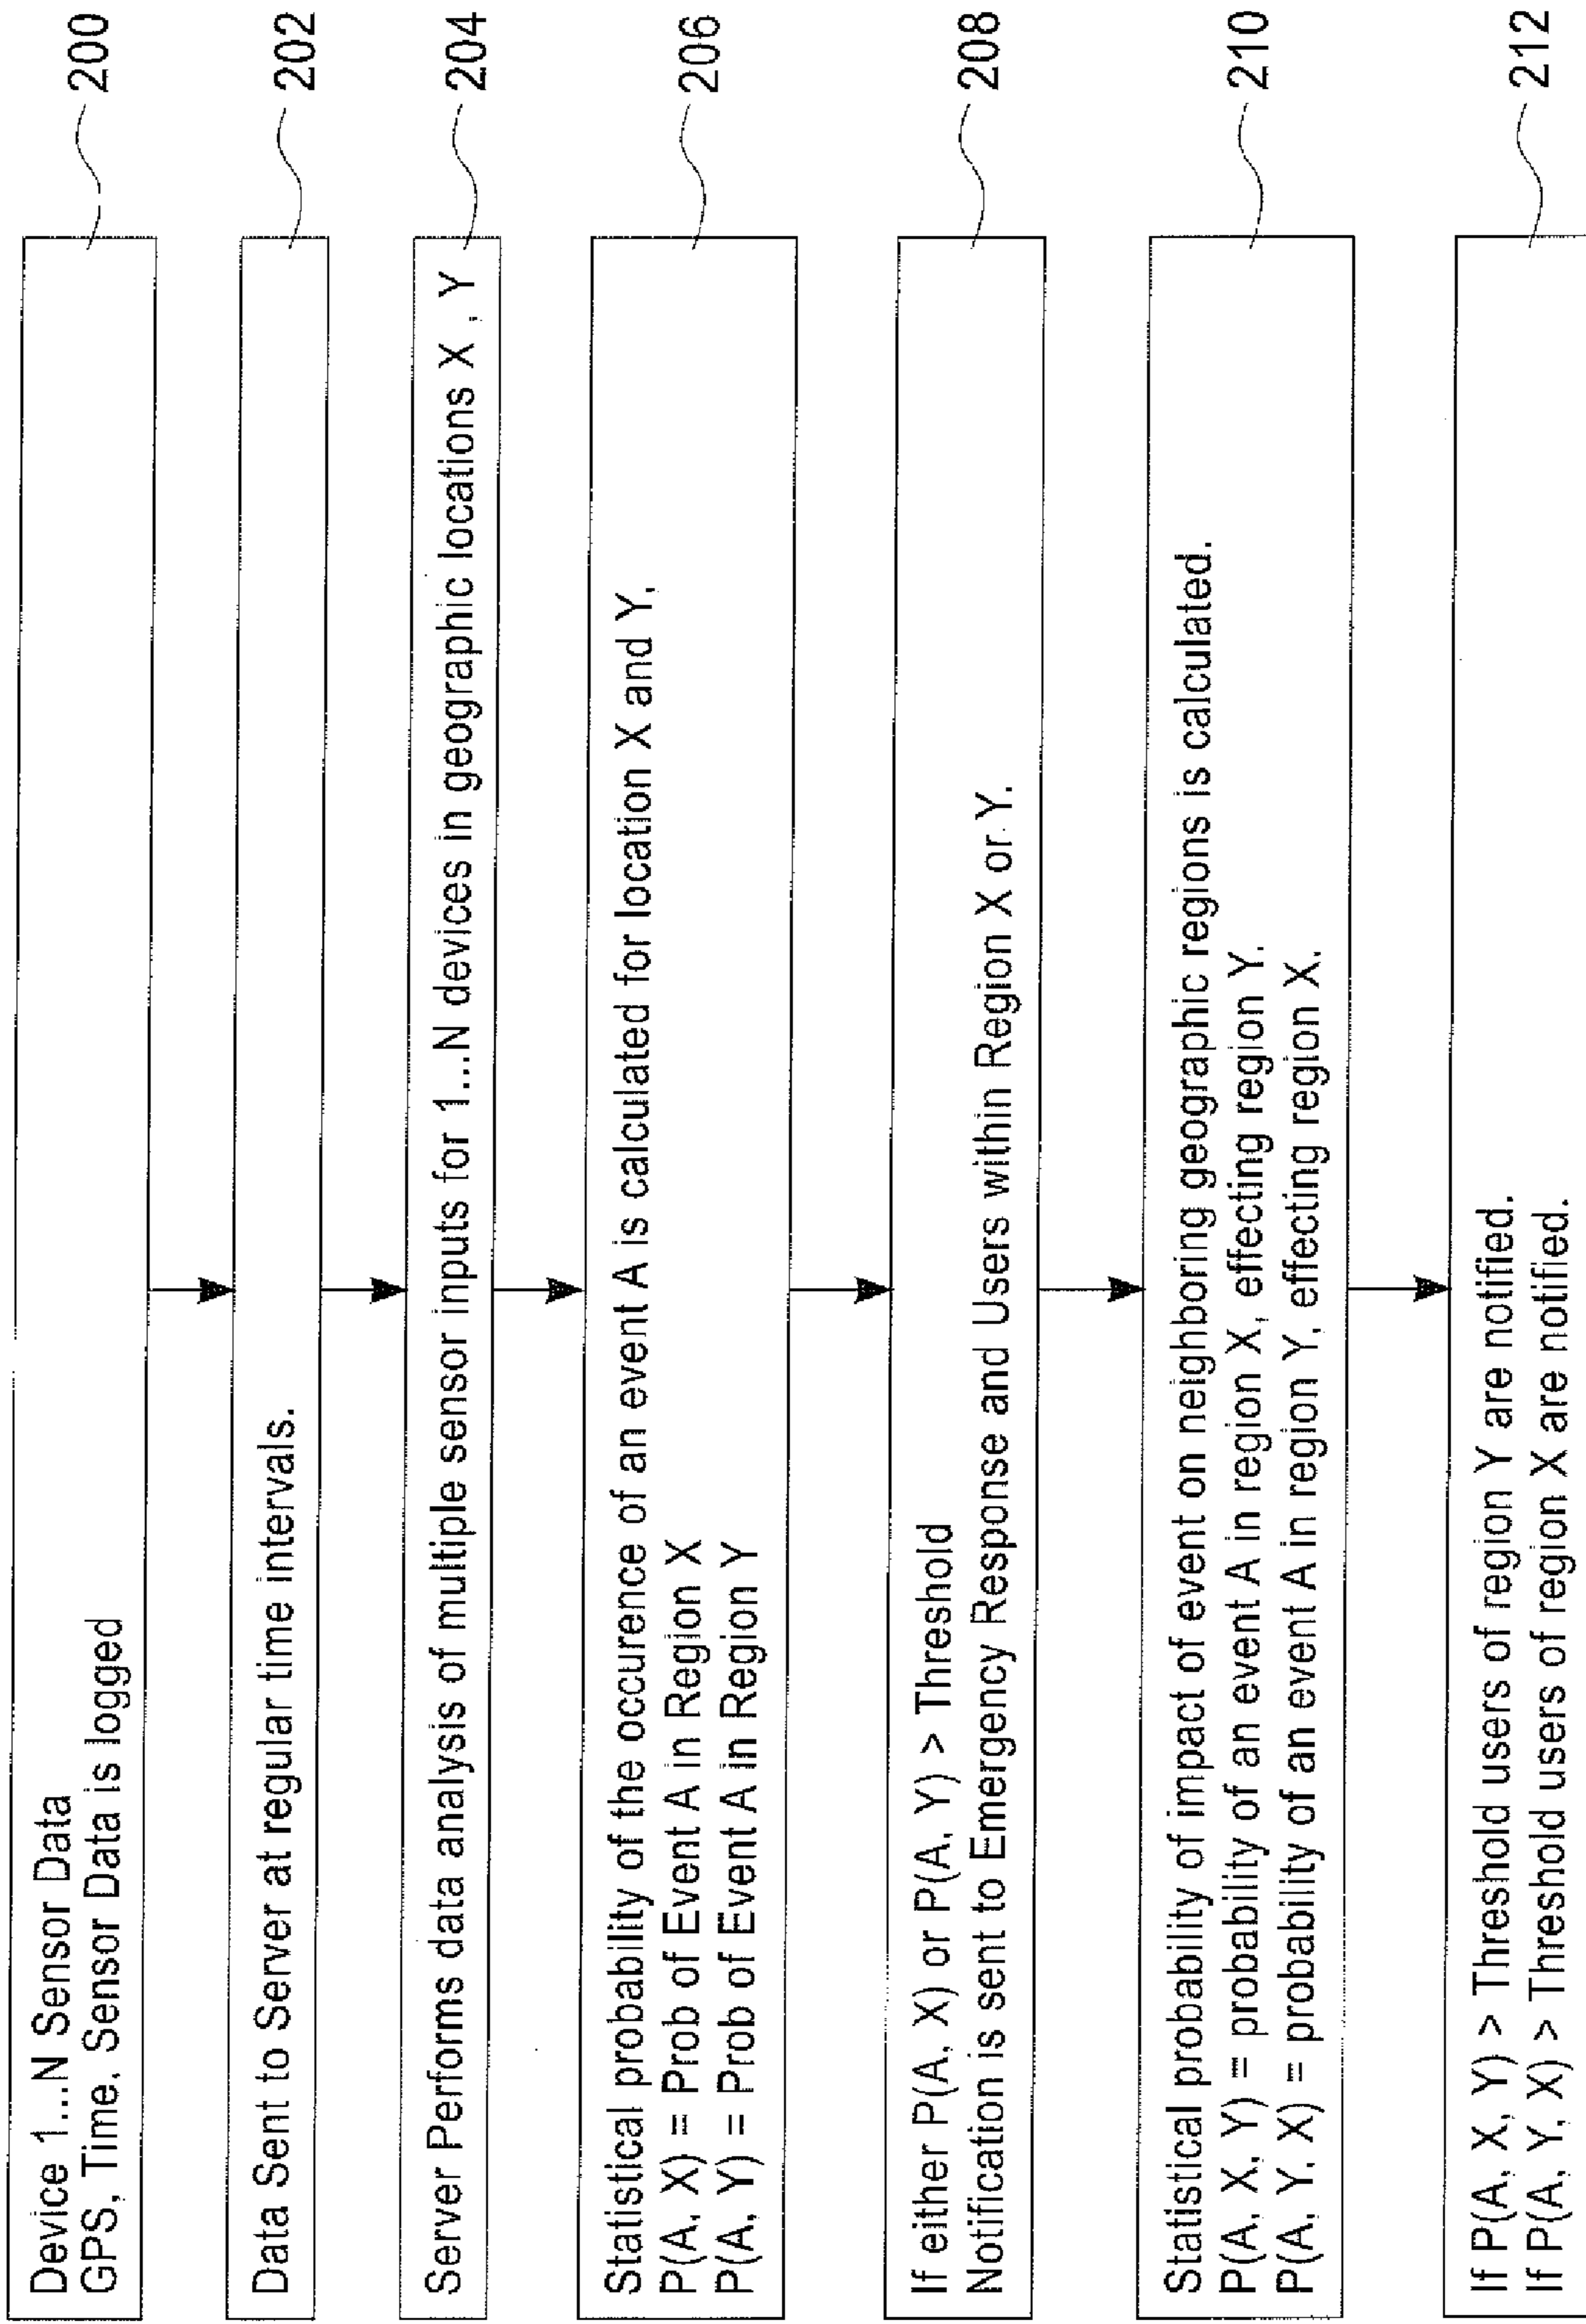 Device 1...N Sensor Data
GPS, Time. Sensor Data is logged
200
Data Sent to Server at regular time intervals.
202
Server Performs data analysis of multiple sensor inputs for 1...N devices in geographic locations X , Y
204
Statistical probability of the occurence of an event A is calculated for location X and Y,
P(A, X) = Prob of Event A in Region X
P(A, Y) = Prob of Event A in Region Y
206
If either P(A, X) or P(A, Y) > Threshold
Notification is sent to Emergency Response and Users within Region X or Y.
208
Statistical probability of impact of event on neighboring geographic regions is calculated.
P(A, X, Y) = probability of an event A in region X, effecting region Y.
P(A, Y, X) = probability of an event A in region Y, effecting region X.
210
If P(A, X, Y) > Threshold users of region Y are notified.
If P(A, Y, X) > Threshold users of region X are notified.
212